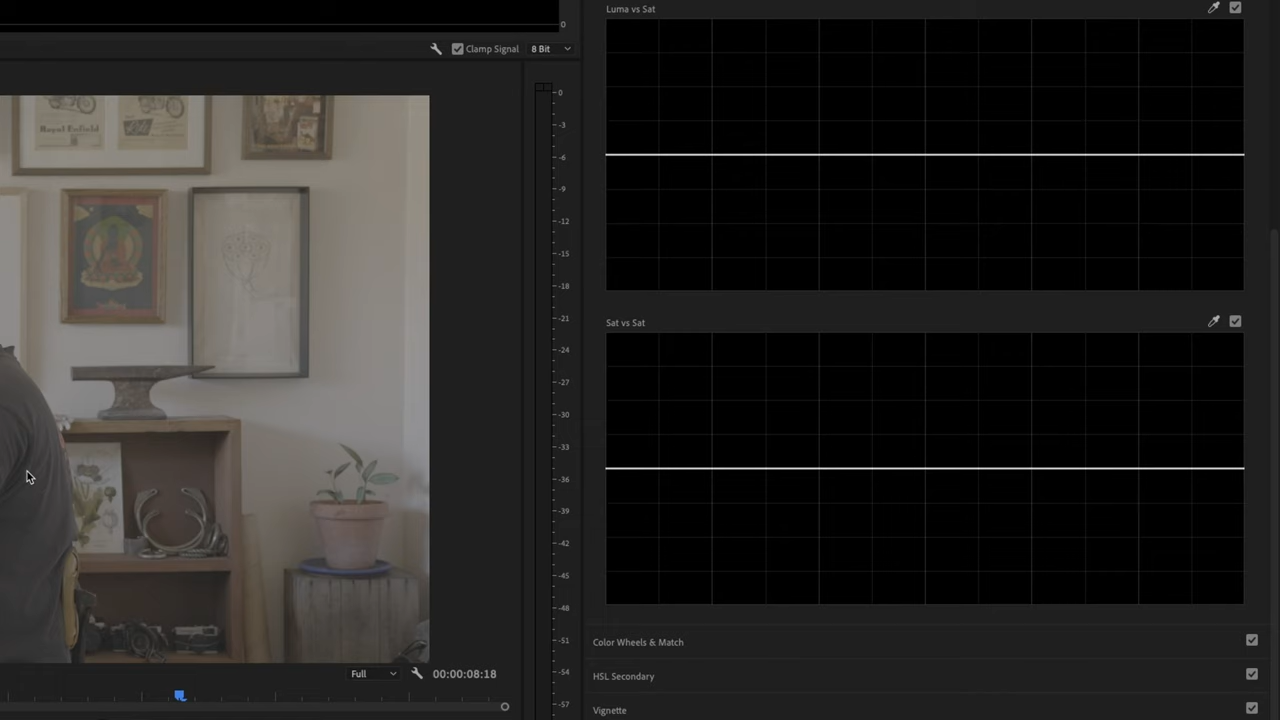 Luma vs Sat
0
Clamp Signal
8 Bit
0
-3
-6
-9
-12
-15
-18
-21
-24
-27
-30
-33
-36
-39
-42
-45
-48
-51
-54
-57
Royal Enfield
Sat vs Sat
Color Wheels & Match
HSL Secondary
Vignette
Full
00:00:08:18